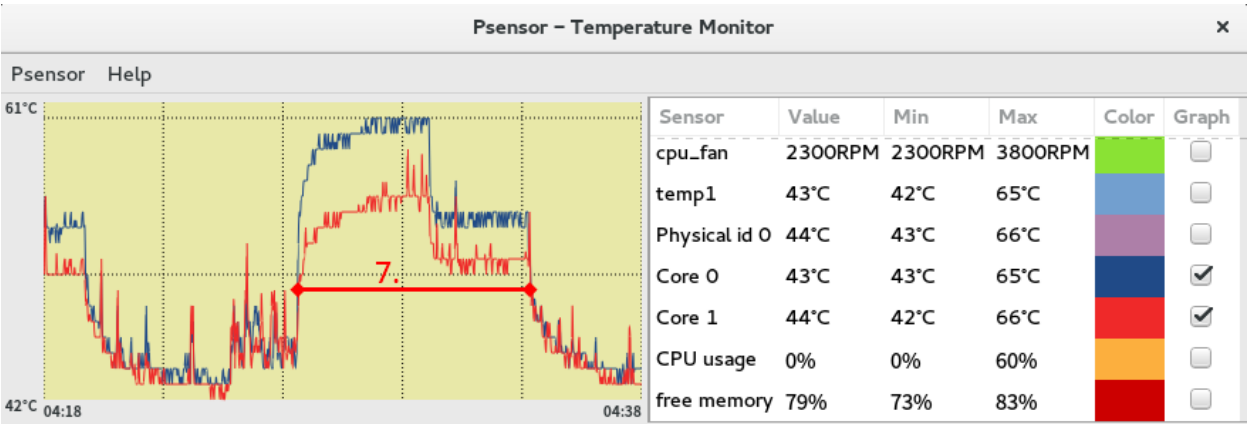 Psensor – Temperature Monitor ×
Psensor Help
61°C
7.
42°C
04:18 04:38
Sensor Value Min Max Color Graph
cpu_fan 2300RPM 2300RPM 3800RPM
temp1 43°C 42°C 65°C
Physical id 0 44°C 43°C 66°C
Core 0 43°C 43°C 65°C
Core 1 44°C 42°C 66°C
CPU usage 0% 0% 60%
free memory 79% 73% 83%